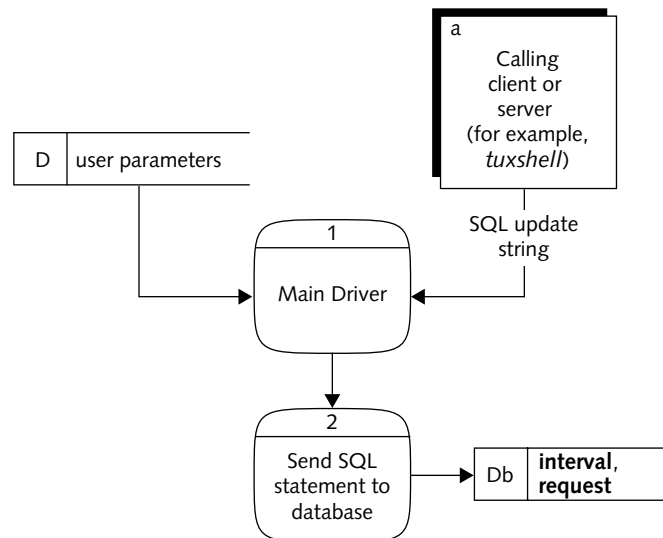 a
Calling
client or
server
(for example,
tuxshell)
D
user parameters
SQL update
string
1
Main Driver
2
Send SQL
statement to
database
Db
interval,
request